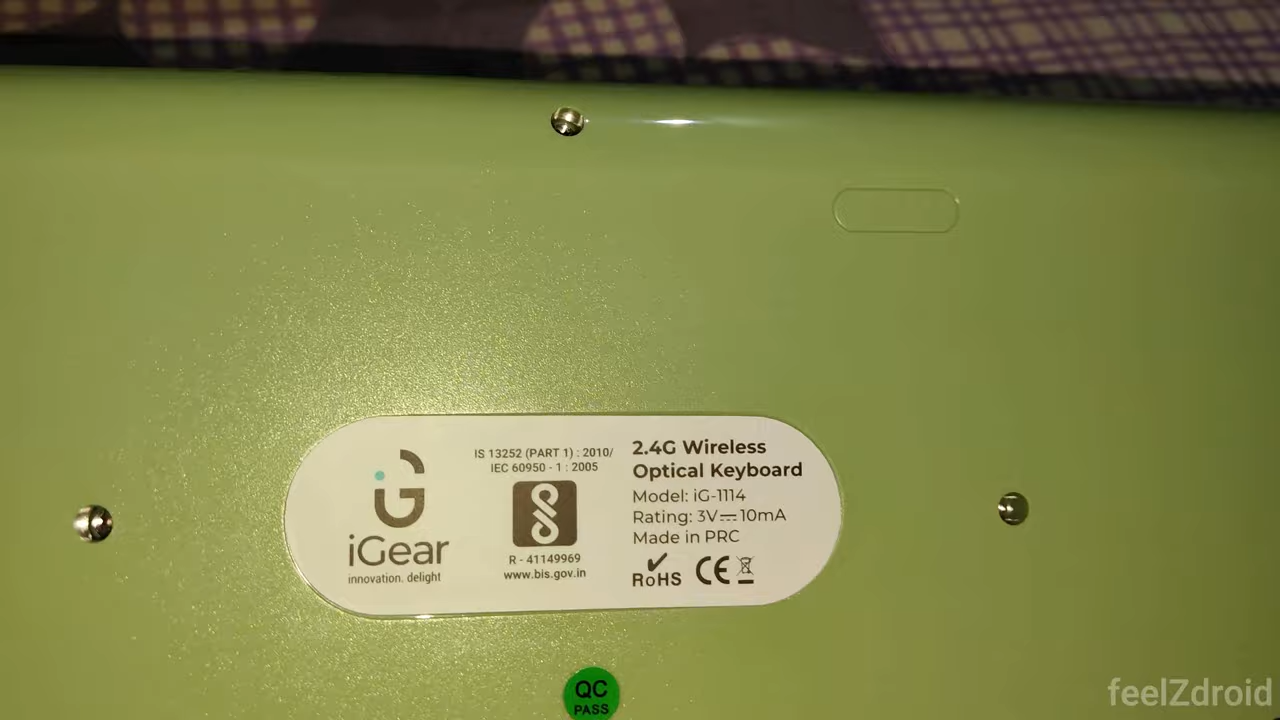 iGear
innovation. delight
IS 13252 (PART 1) : 2010/
IEC 60950 - 1 : 2005
R - 41149969
www.bis.gov.in
2.4G Wireless
Optical Keyboard
Model: iG-1114
Rating: 3V⎓10mA
Made in PRC
RoHS CE
QC
PASS
feelZdroid